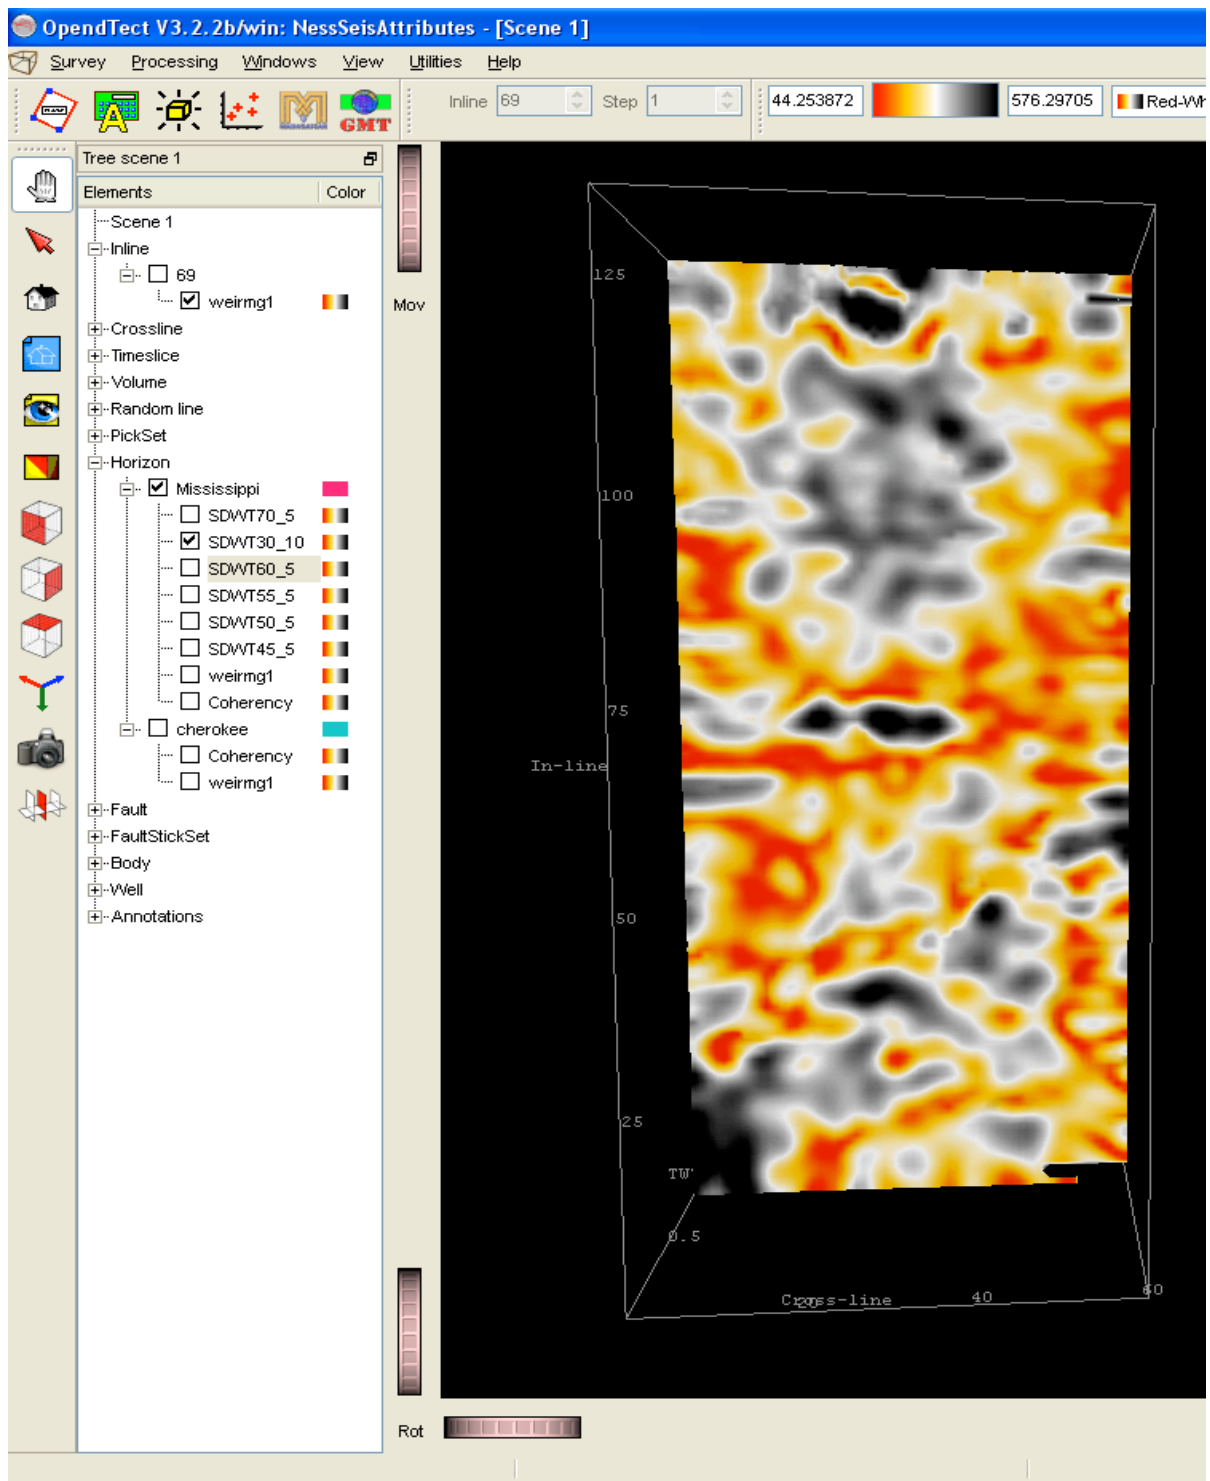 OpendTect V3.2.2b/win: NessSeisAttributes - [Scene 1]
Survey Processing Windows View Utilities Help
Inline 69 Step 1 44.253872 576.29705 Red-Wh
A
GMT
Tree scene 1
Elements Color
Scene 1
Inline
69
weirmg1
Crossline
Timeslice
Volume
Random line
PickSet
Horizon
Mississippi
SDWT70_5
SDWT30_10
SDWT60_5
SDWT55_5
SDWT50_5
SDWT45_5
weirmg1
Coherency
cherokee
Coherency
weirmg1
Fault
FaultStickSet
Body
Well
Annotations
Mov
125
100
75
In-line
50
25
TW
0.5
Cross-line
20
40
60
Rot